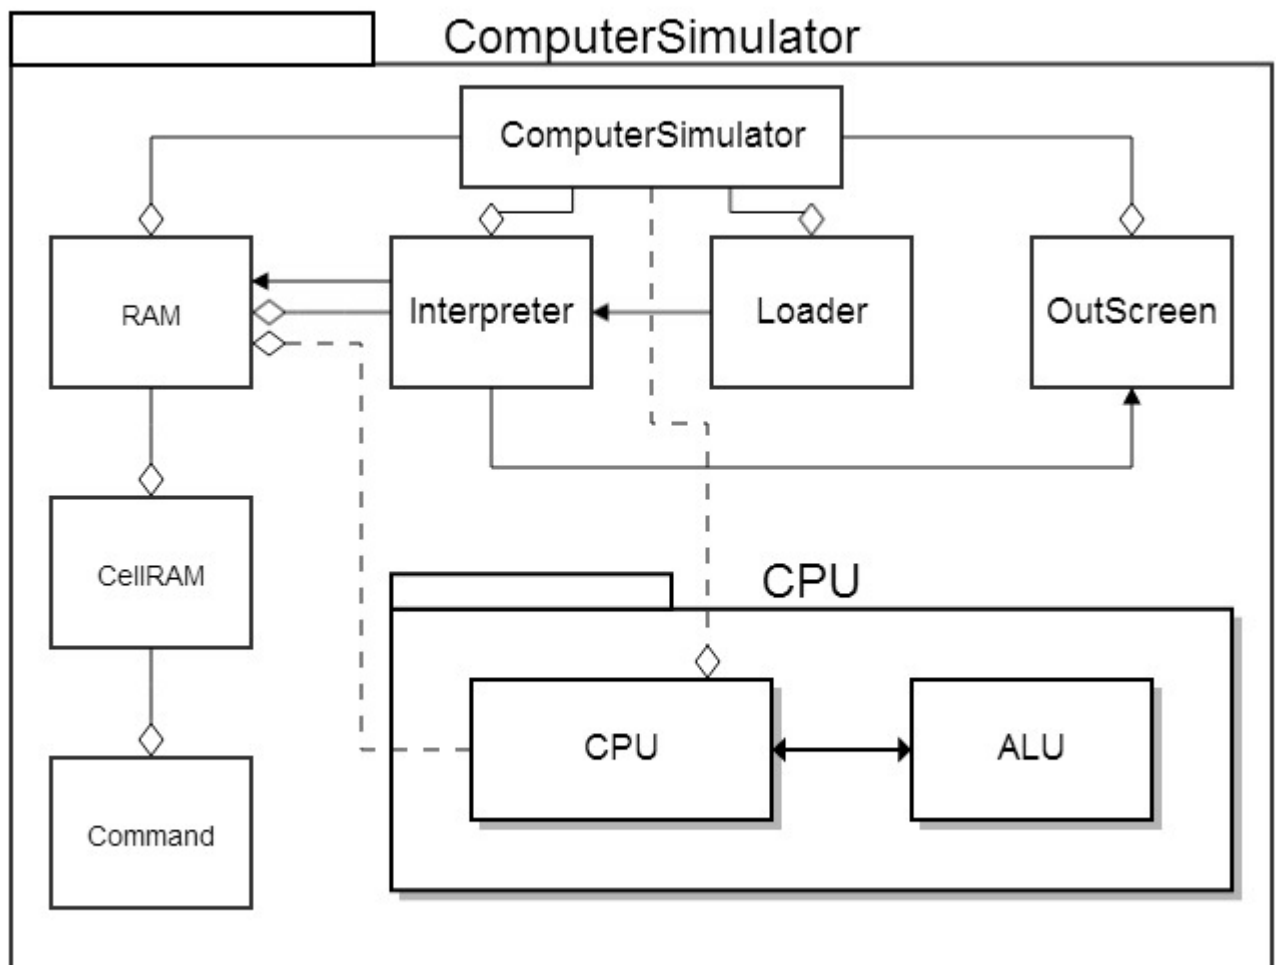 ComputerSimulator
ComputerSimulator
RAM
Interpreter
Loader
OutScreen
CellRAM
CPU
CPU
ALU
Command